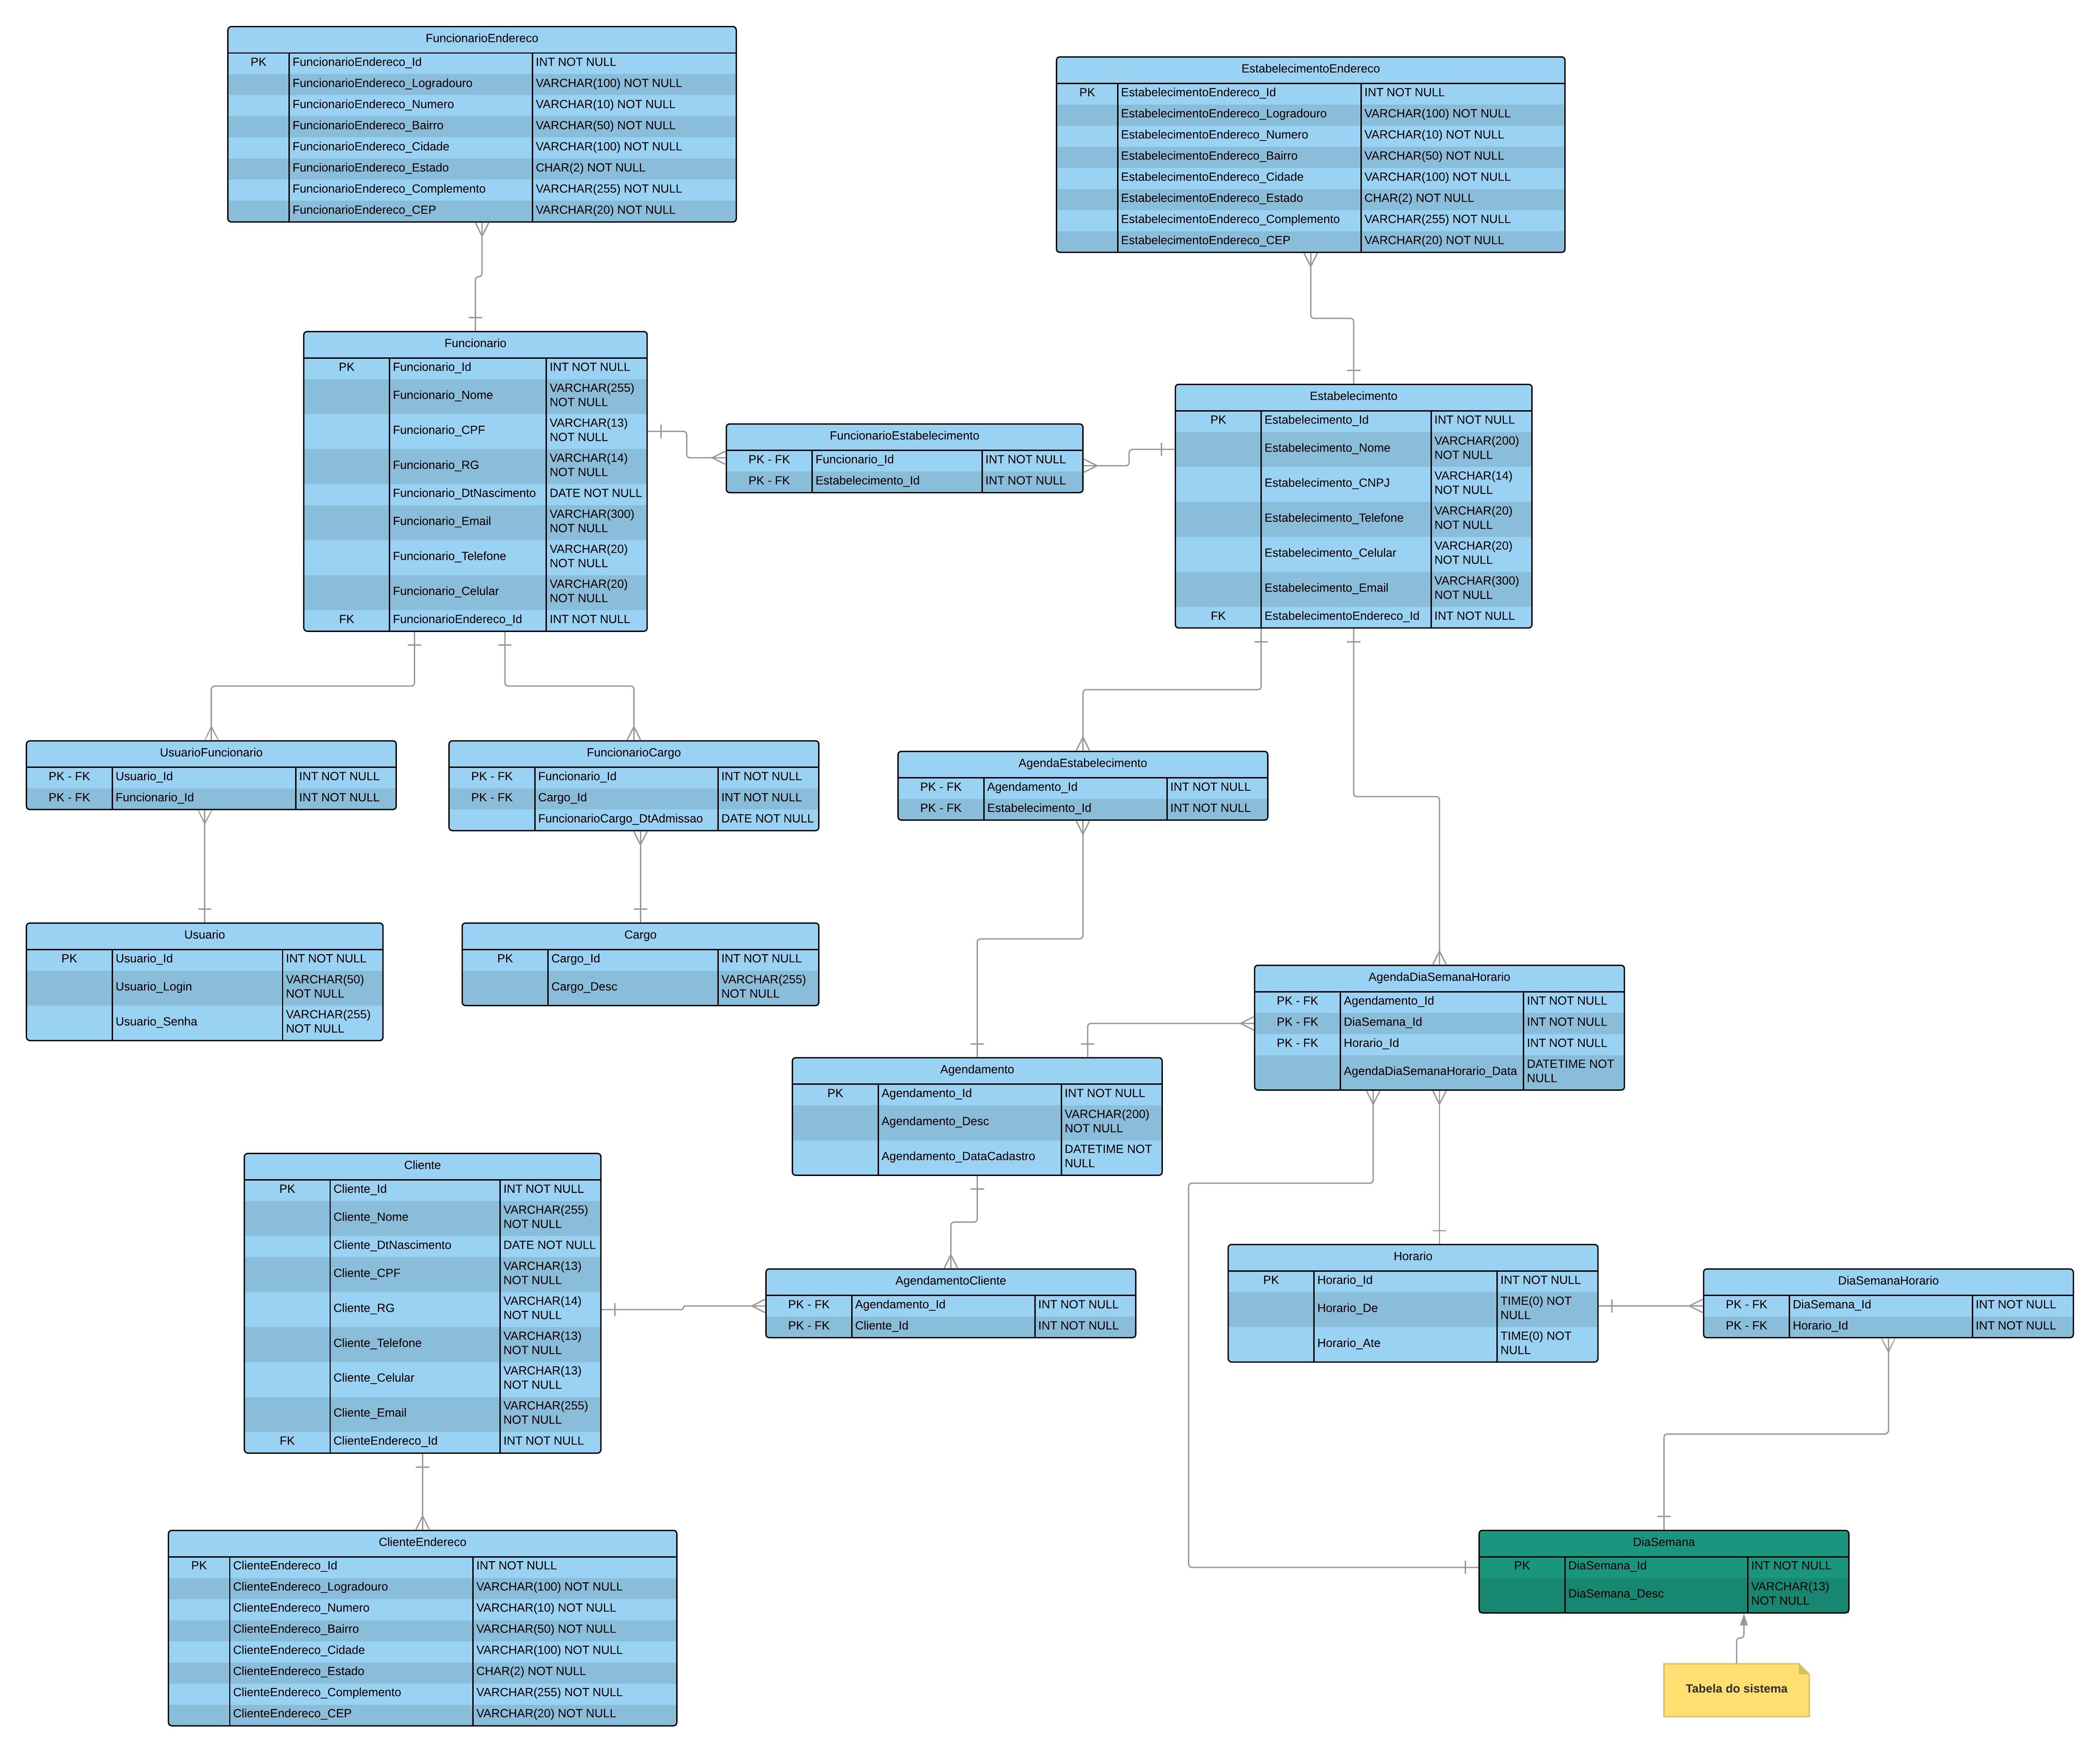 FuncionarioEndereco
PK FuncionarioEndereco_Id INT NOT NULL
FuncionarioEndereco_Logradouro VARCHAR(100) NOT NULL
FuncionarioEndereco_Numero VARCHAR(10) NOT NULL
FuncionarioEndereco_Bairro VARCHAR(50) NOT NULL
FuncionarioEndereco_Cidade VARCHAR(100) NOT NULL
FuncionarioEndereco_Estado CHAR(2) NOT NULL
FuncionarioEndereco_Complemento VARCHAR(255) NOT NULL
FuncionarioEndereco_CEP VARCHAR(20) NOT NULL
EstabelecimentoEndereco
PK EstabelecimentoEndereco_Id INT NOT NULL
EstabelecimentoEndereco_Logradouro VARCHAR(100) NOT NULL
EstabelecimentoEndereco_Numero VARCHAR(10) NOT NULL
EstabelecimentoEndereco_Bairro VARCHAR(50) NOT NULL
EstabelecimentoEndereco_Cidade VARCHAR(100) NOT NULL
EstabelecimentoEndereco_Estado CHAR(2) NOT NULL
EstabelecimentoEndereco_Complemento VARCHAR(255) NOT NULL
EstabelecimentoEndereco_CEP VARCHAR(20) NOT NULL
Funcionario
PK Funcionario_Id INT NOT NULL
Funcionario_Nome VARCHAR(255) NOT NULL
Funcionario_CPF VARCHAR(13) NOT NULL
Funcionario_RG VARCHAR(14) NOT NULL
Funcionario_DtNascimento DATE NOT NULL
Funcionario_Email VARCHAR(300) NOT NULL
Funcionario_Telefone VARCHAR(20) NOT NULL
Funcionario_Celular VARCHAR(20) NOT NULL
FK FuncionarioEndereco_Id INT NOT NULL
FuncionarioEstabelecimento
PK - FK Funcionario_Id INT NOT NULL
PK - FK Estabelecimento_Id INT NOT NULL
Estabelecimento
PK Estabelecimento_Id INT NOT NULL
Estabelecimento_Nome VARCHAR(200) NOT NULL
Estabelecimento_CNPJ VARCHAR(14) NOT NULL
Estabelecimento_Telefone VARCHAR(20) NOT NULL
Estabelecimento_Celular VARCHAR(20) NOT NULL
Estabelecimento_Email VARCHAR(300) NOT NULL
FK EstabelecimentoEndereco_Id INT NOT NULL
UsuarioFuncionario
PK - FK Usuario_Id INT NOT NULL
PK - FK Funcionario_Id INT NOT NULL
FuncionarioCargo
PK - FK Funcionario_Id INT NOT NULL
PK - FK Cargo_Id INT NOT NULL
FuncionarioCargo_DtAdmissao DATE NOT NULL
AgendaEstabelecimento
PK - FK Agendamento_Id INT NOT NULL
PK - FK Estabelecimento_Id INT NOT NULL
Usuario
PK Usuario_Id INT NOT NULL
Usuario_Login VARCHAR(50) NOT NULL
Usuario_Senha VARCHAR(255) NOT NULL
Cargo
PK Cargo_Id INT NOT NULL
Cargo_Desc VARCHAR(255) NOT NULL
AgendaDiaSemanaHorario
PK - FK Agendamento_Id INT NOT NULL
PK - FK DiaSemana_Id INT NOT NULL
PK - FK Horario_Id INT NOT NULL
AgendaDiaSemanaHorario_Data DATETIME NOT NULL
Agendamento
PK Agendamento_Id INT NOT NULL
Agendamento_Desc VARCHAR(200) NOT NULL
Agendamento_DataCadastro DATETIME NOT NULL
Cliente
PK Cliente_Id INT NOT NULL
Cliente_Nome VARCHAR(255) NOT NULL
Cliente_DtNascimento DATE NOT NULL
Cliente_CPF VARCHAR(13) NOT NULL
Cliente_RG VARCHAR(14) NOT NULL
Cliente_Telefone VARCHAR(13) NOT NULL
Cliente_Celular VARCHAR(13) NOT NULL
Cliente_Email VARCHAR(255) NOT NULL
FK ClienteEndereco_Id INT NOT NULL
AgendamentoCliente
PK - FK Agendamento_Id INT NOT NULL
PK - FK Cliente_Id INT NOT NULL
Horario
PK Horario_Id INT NOT NULL
Horario_De TIME(0) NOT NULL
Horario_Ate TIME(0) NOT NULL
DiaSemanaHorario
PK - FK DiaSemana_Id INT NOT NULL
PK - FK Horario_Id INT NOT NULL
ClienteEndereco
PK ClienteEndereco_Id INT NOT NULL
ClienteEndereco_Logradouro VARCHAR(100) NOT NULL
ClienteEndereco_Numero VARCHAR(10) NOT NULL
ClienteEndereco_Bairro VARCHAR(50) NOT NULL
ClienteEndereco_Cidade VARCHAR(100) NOT NULL
ClienteEndereco_Estado CHAR(2) NOT NULL
ClienteEndereco_Complemento VARCHAR(255) NOT NULL
ClienteEndereco_CEP VARCHAR(20) NOT NULL
DiaSemana
PK DiaSemana_Id INT NOT NULL
DiaSemana_Desc VARCHAR(13) NOT NULL
Tabela do sistema